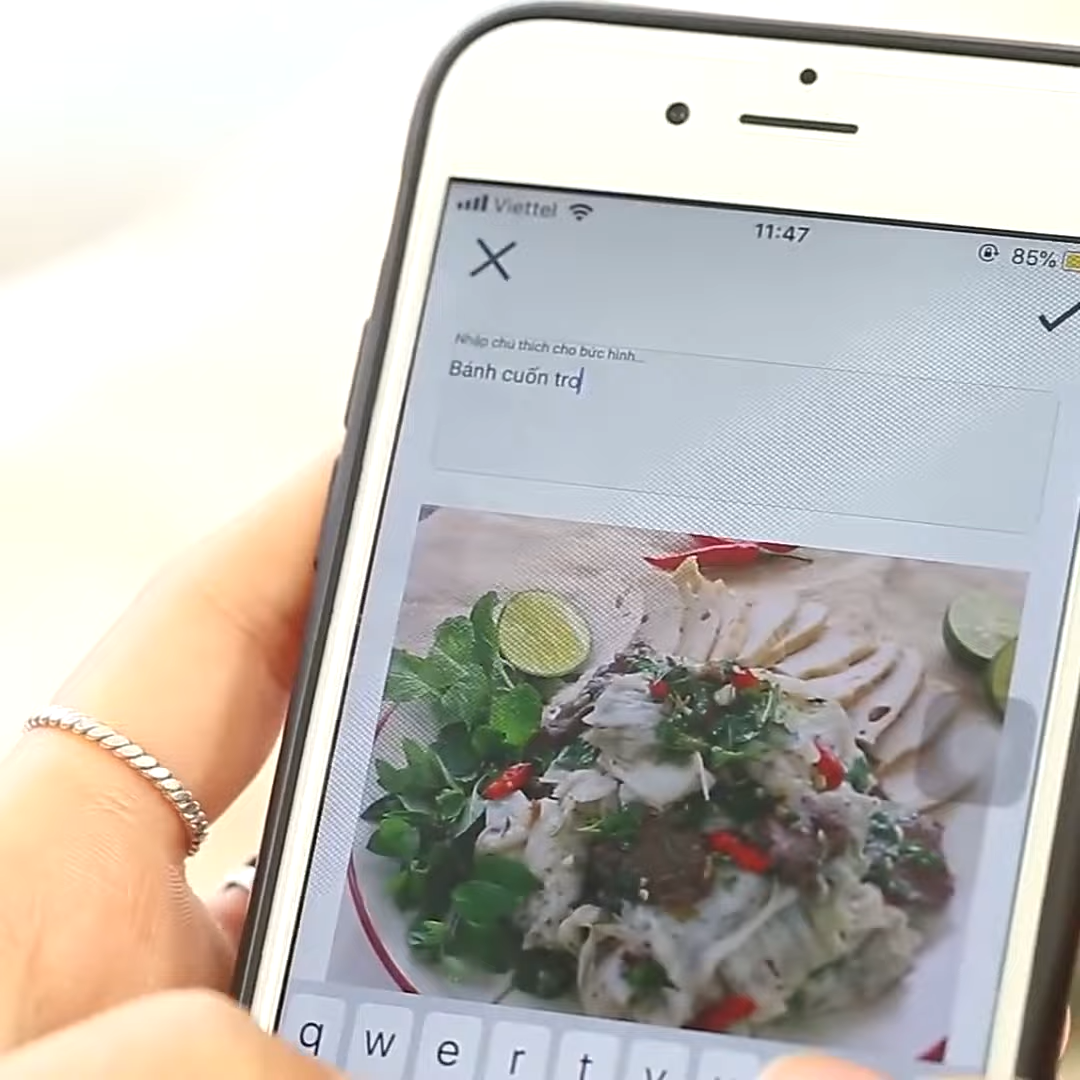 Viettel
11:47
85%
Nhập chú thích cho bức hình...
Bánh cuốn tro
q w e r t y